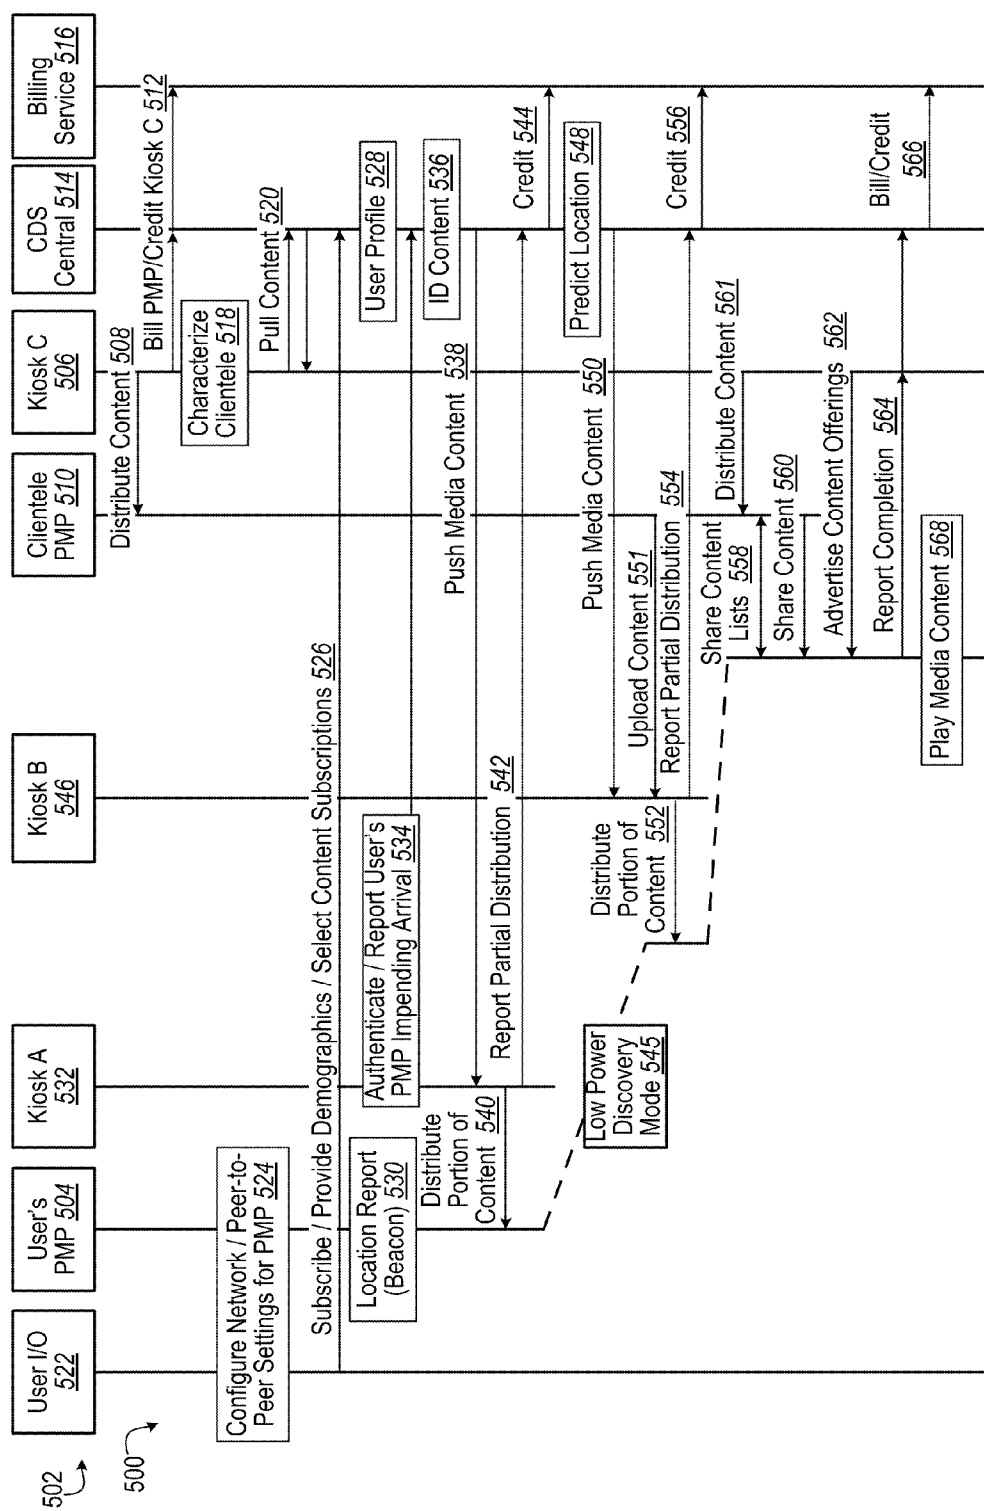 502
500
User I/O
522
User's
PMP 504
Kiosk A
532
Kiosk B
546
Clientele
PMP 510
Kiosk C
506
CDS
Central 514
Billing
Service 516
Distribute Content 508
Bill PMP/Credit Kiosk C 512
Characterize
Clientele 518
Pull Content 520
Configure Network / Peer-to-
Peer Settings for PMP 524
Subscribe / Provide Demographics / Select Content Subscriptions 526
User Profile 528
Location Report
(Beacon) 530
Authenticate / Report User's
PMP Impending Arrival 534
ID Content 536
Push Media Content 538
Distribute
Portion of
Content 540
Report Partial Distribution 542
Credit 544
Low Power
Discovery
Mode 545
Predict Location 548
Push Media Content 550
Upload Content 551
Distribute
Portion of
Content 552
Report Partial Distribution 554
Credit 556
Share Content
Lists 558
Distribute Content 561
Share Content 560
Advertise Content Offerings 562
Report Completion 564
Bill/Credit
566
Play Media Content 568